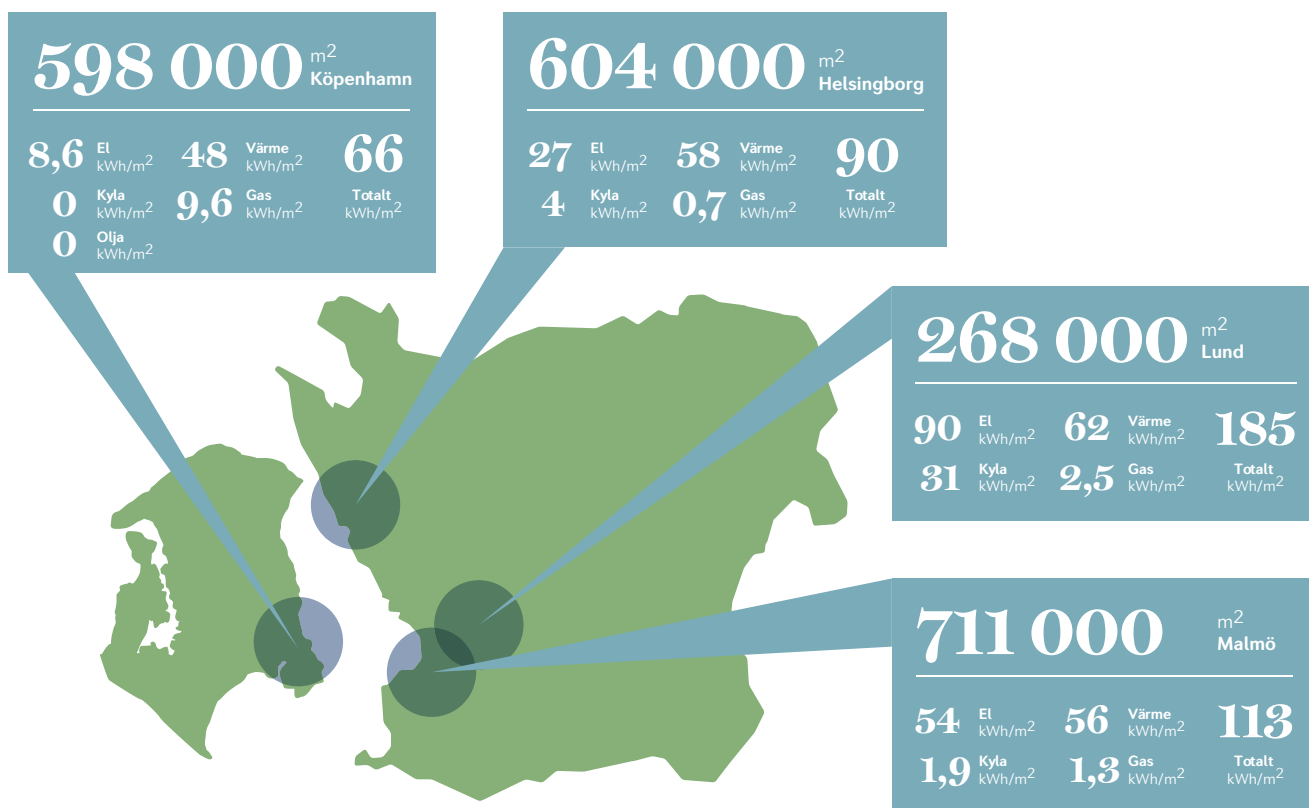 598 000 m2
Köpenhamn
8,6 El kWh/m2 48 Värme kWh/m2 66
0 Kyla kWh/m2 9,6 Gas kWh/m2 Totalt kWh/m2
0 Olja kWh/m2
604 000 m2
Helsingborg
27 El kWh/m2 58 Värme kWh/m2 90
4 Kyla kWh/m2 0,7 Gas kWh/m2 Totalt kWh/m2
268 000 m2
Lund
90 El kWh/m2 62 Värme kWh/m2 185
31 Kyla kWh/m2 2,5 Gas kWh/m2 Totalt kWh/m2
711 000 m2
Malmö
54 El kWh/m2 56 Värme kWh/m2 113
1,9 Kyla kWh/m2 1,3 Gas kWh/m2 Totalt kWh/m2